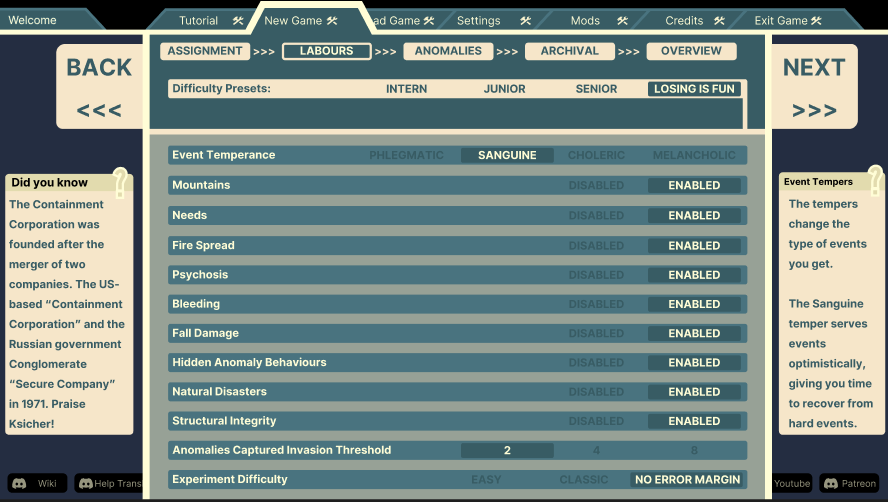 Welcome
Tutorial
New Game
ad Game
Settings
Mods
Credits
Exit Game
BACK
<<<
ASSIGNMENT >>> LABOURS >>> ANOMALIES >>> ARCHIVAL >>> OVERVIEW
NEXT
>>>
Difficulty Presets: INTERN JUNIOR SENIOR LOSING IS FUN
Event Temperance PHLEGMATIC SANGUINE CHOLERIC MELANCHOLIC
Mountains DISABLED ENABLED
Needs DISABLED ENABLED
Fire Spread DISABLED ENABLED
Psychosis DISABLED ENABLED
Bleeding DISABLED ENABLED
Fall Damage DISABLED ENABLED
Hidden Anomaly Behaviours DISABLED ENABLED
Natural Disasters DISABLED ENABLED
Structural Integrity DISABLED ENABLED
Anomalies Captured Invasion Threshold 2 4 8
Experiment Difficulty EASY CLASSIC NO ERROR MARGIN
Did you know
?
The Containment
Corporation was
founded after the
merger of two
companies. The US-
based “Containment
Corporation” and the
Russian government
Conglomerate
“Secure Company”
in 1971. Praise
Ksicher!
Event Tempers
?
The tempers
change the
type of events
you get.
The Sanguine
temper serves
events
optimistically,
giving you time
to recover from
hard events.
Wiki
Help Trans
Youtube
Patreon